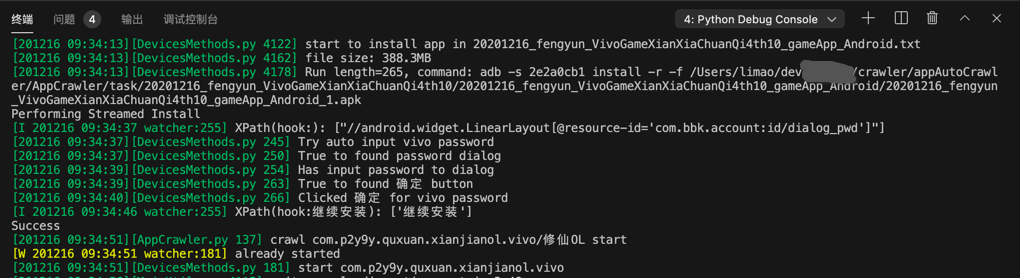 终端 问题 4 输出 调试控制台 4: Python Debug Console
[201216 09:34:13][DevicesMethods.py 4122] start to install app in 20201216_fengyun_VivoGameXianXiaChuanQi4th10_gameApp_Android.txt
[201216 09:34:13][DevicesMethods.py 4162] file size: 388.3MB
[201216 09:34:13][DevicesMethods.py 4178] Run length=265, command: adb -s 2e2a0cb1 install -r -f /Users/limao/dev /crawler/appAutoCrawl
er/AppCrawler/task/20201216_fengyun_VivoGameXianXiaChuanQi4th10/20201216_fengyun_VivoGameXianXiaChuanQi4th10_gameApp_Android/20201216_fengyun
_VivoGameXianXiaChuanQi4th10_gameApp_Android_1.apk
Performing Streamed Install
[I 201216 09:34:37 watcher:255] XPath(hook:): ["//android.widget.LinearLayout[@resource-id='com.bbk.account:id/dialog_pwd']"]
[201216 09:34:37][DevicesMethods.py 245] Try auto input vivo password
[201216 09:34:37][DevicesMethods.py 250] True to found password dialog
[201216 09:34:39][DevicesMethods.py 254] Has input password to dialog
[201216 09:34:39][DevicesMethods.py 263] True to found 确定 button
[201216 09:34:40][DevicesMethods.py 266] Clicked 确定 for vivo password
[I 201216 09:34:46 watcher:255] XPath(hook:继续安装): ['继续安装']
Success
[201216 09:34:51][AppCrawler.py 137] crawl com.p2y9y.quxuan.xianjianol.vivo/修仙OL start
[W 201216 09:34:51 watcher:181] already started
[201216 09:34:51][DevicesMethods.py 181] start com.p2y9y.quxuan.xianjianol.vivo